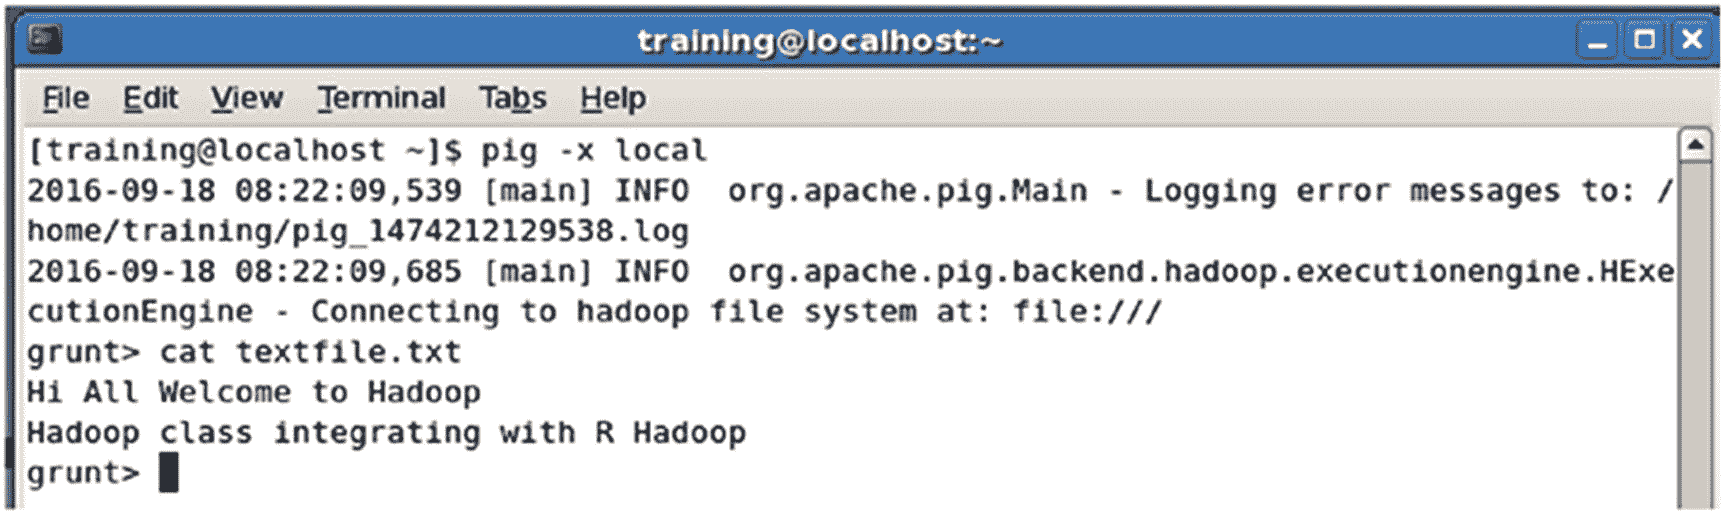 training@localhost:~
File Edit View Terminal Tabs Help
[training@localhost ~]$ pig -x local
2016-09-18 08:22:09,539 [main] INFO  org.apache.pig.Main - Logging error messages to: /
home/training/pig_1474212129538.log
2016-09-18 08:22:09,685 [main] INFO  org.apache.pig.backend.hadoop.executionengine.HExe
cutionEngine - Connecting to hadoop file system at: file:///
grunt> cat textfile.txt
Hi All Welcome to Hadoop
Hadoop class integrating with R Hadoop
grunt>